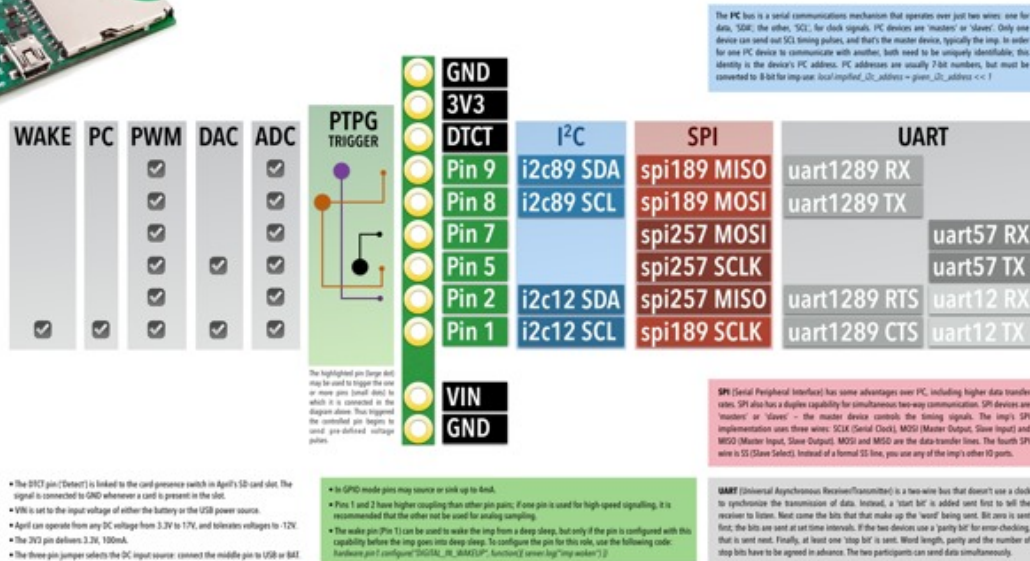 The I²C bus is a serial communications mechanism that operates over just two wires: one for
data, 'SDA'; the other, 'SCL', for clock signals. I²C devices are 'masters' or 'slaves'. Only one
device can send out SCL timing pulses, and that's the master device, typically the imp. In order
for one I²C device to communicate with another, both need to be uniquely identifiable; this
identity is the device's I²C address. I²C addresses are usually 7-bit numbers, but must be
converted to 8-bit for imp use: local impified_i2c_address = given_i2c_address << 1
GND
3V3
WAKE PC PWM DAC ADC PTPG TRIGGER DTCT I²C SPI UART
Pin 9 i2c89 SDA spi189 MISO uart1289 RX
Pin 8 i2c89 SCL spi189 MOSI uart1289 TX
Pin 7 spi257 MOSI uart57 RX
Pin 5 spi257 SCLK uart57 TX
Pin 2 i2c12 SDA spi257 MISO uart1289 RTS uart12 RX
Pin 1 i2c12 SCL spi189 SCLK uart1289 CTS uart12 TX
The highlighted pin (large dot)
may be used to trigger the one
or more pins (small dots) to
which it is connected in the
diagram above. Thus triggered
the controlled pin begins to
send pre-defined voltage
pulses.
VIN
GND
SPI (Serial Peripheral Interface) has some advantages over I²C, including higher data transfer
rates. SPI also has a duplex capability for simultaneous two-way communication. SPI devices are
'masters' or 'slaves' – the master device controls the timing signals. The imp's SPI
implementation uses three wires: SCLK (Serial Clock), MOSI (Master Output, Slave Input) and
MISO (Master Input, Slave Output). MOSI and MISO are the data-transfer lines. The fourth SPI
wire is SS (Slave Select). Instead of a formal SS line, you use any of the imp's other IO ports.
• The DTCT pin ('Detect') is linked to the card-presence switch in April's SD card slot. The
signal is connected to GND whenever a card is present in the slot.
• VIN is set to the input voltage of either the battery or the USB power source.
• April can operate from any DC voltage from 3.3V to 17V, and tolerates voltages to -12V.
• The 3V3 pin delivers 3.3V, 100mA.
• The three-pin jumper selects the DC input source: connect the middle pin to USB or BAT.
• In GPIO mode pins may source or sink up to 4mA.
• Pins 1 and 2 have higher coupling than other pin pairs; if one pin is used for high-speed signalling, it is
recommended that the other not be used for analog sampling.
• The wake pin (Pin 1) can be used to wake the imp from a deep sleep, but only if the pin is configured with this
capability before the imp goes into deep sleep. To configure the pin for this role, use the following code:
hardware.pin1.configure("DIGITAL_IN_WAKEUP", function(){ server.log("imp woken") })
UART (Universal Asynchronous Receiver/Transmitter) is a two-wire bus that doesn't use a clock
to synchronize the transmission of data. Instead, a 'start bit' is added sent first to tell the
receiver to listen. Next come the bits that make up the 'word' being sent. Bit zero is sent
first; the bits are sent at set time intervals. If the two devices use a 'parity bit' for error-checking,
that is sent next. Finally, at least one 'stop bit' is sent. Word length, parity and the number of
stop bits have to be agreed in advance. The two participants can send data simultaneously.